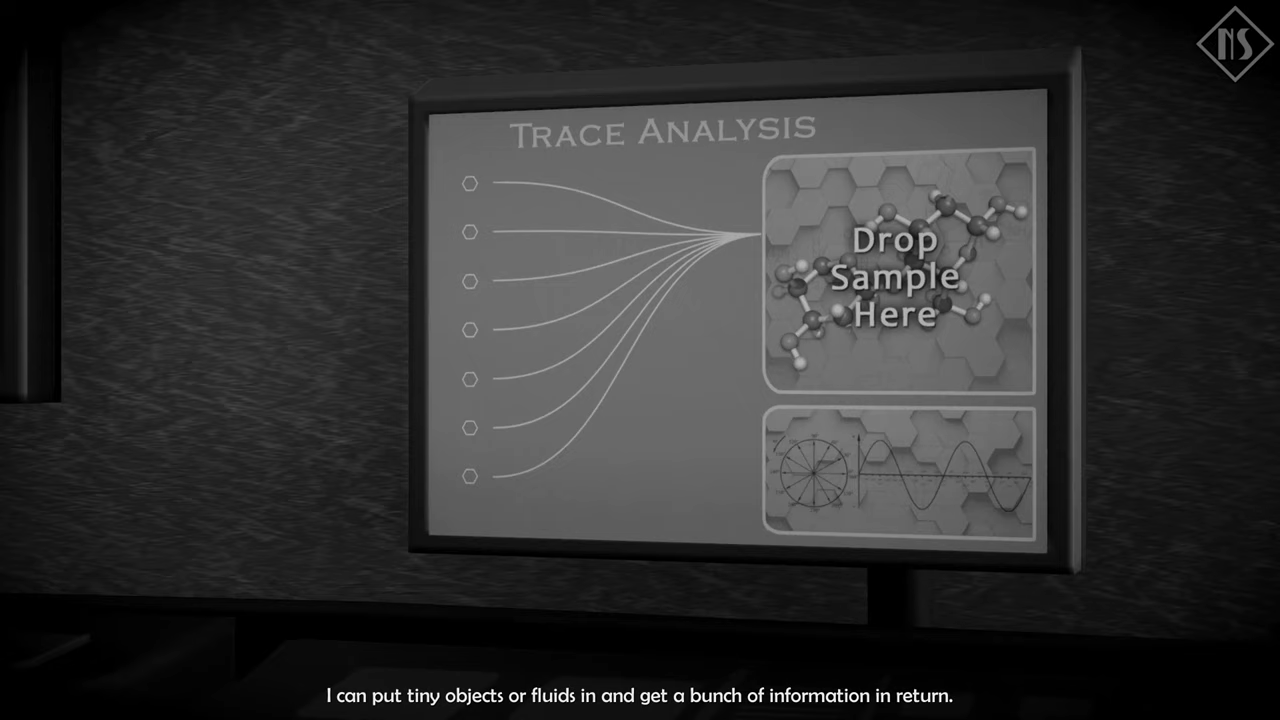 NS
Trace Analysis
Drop
Sample
Here
I can put tiny objects or fluids in and get a bunch of information in return.